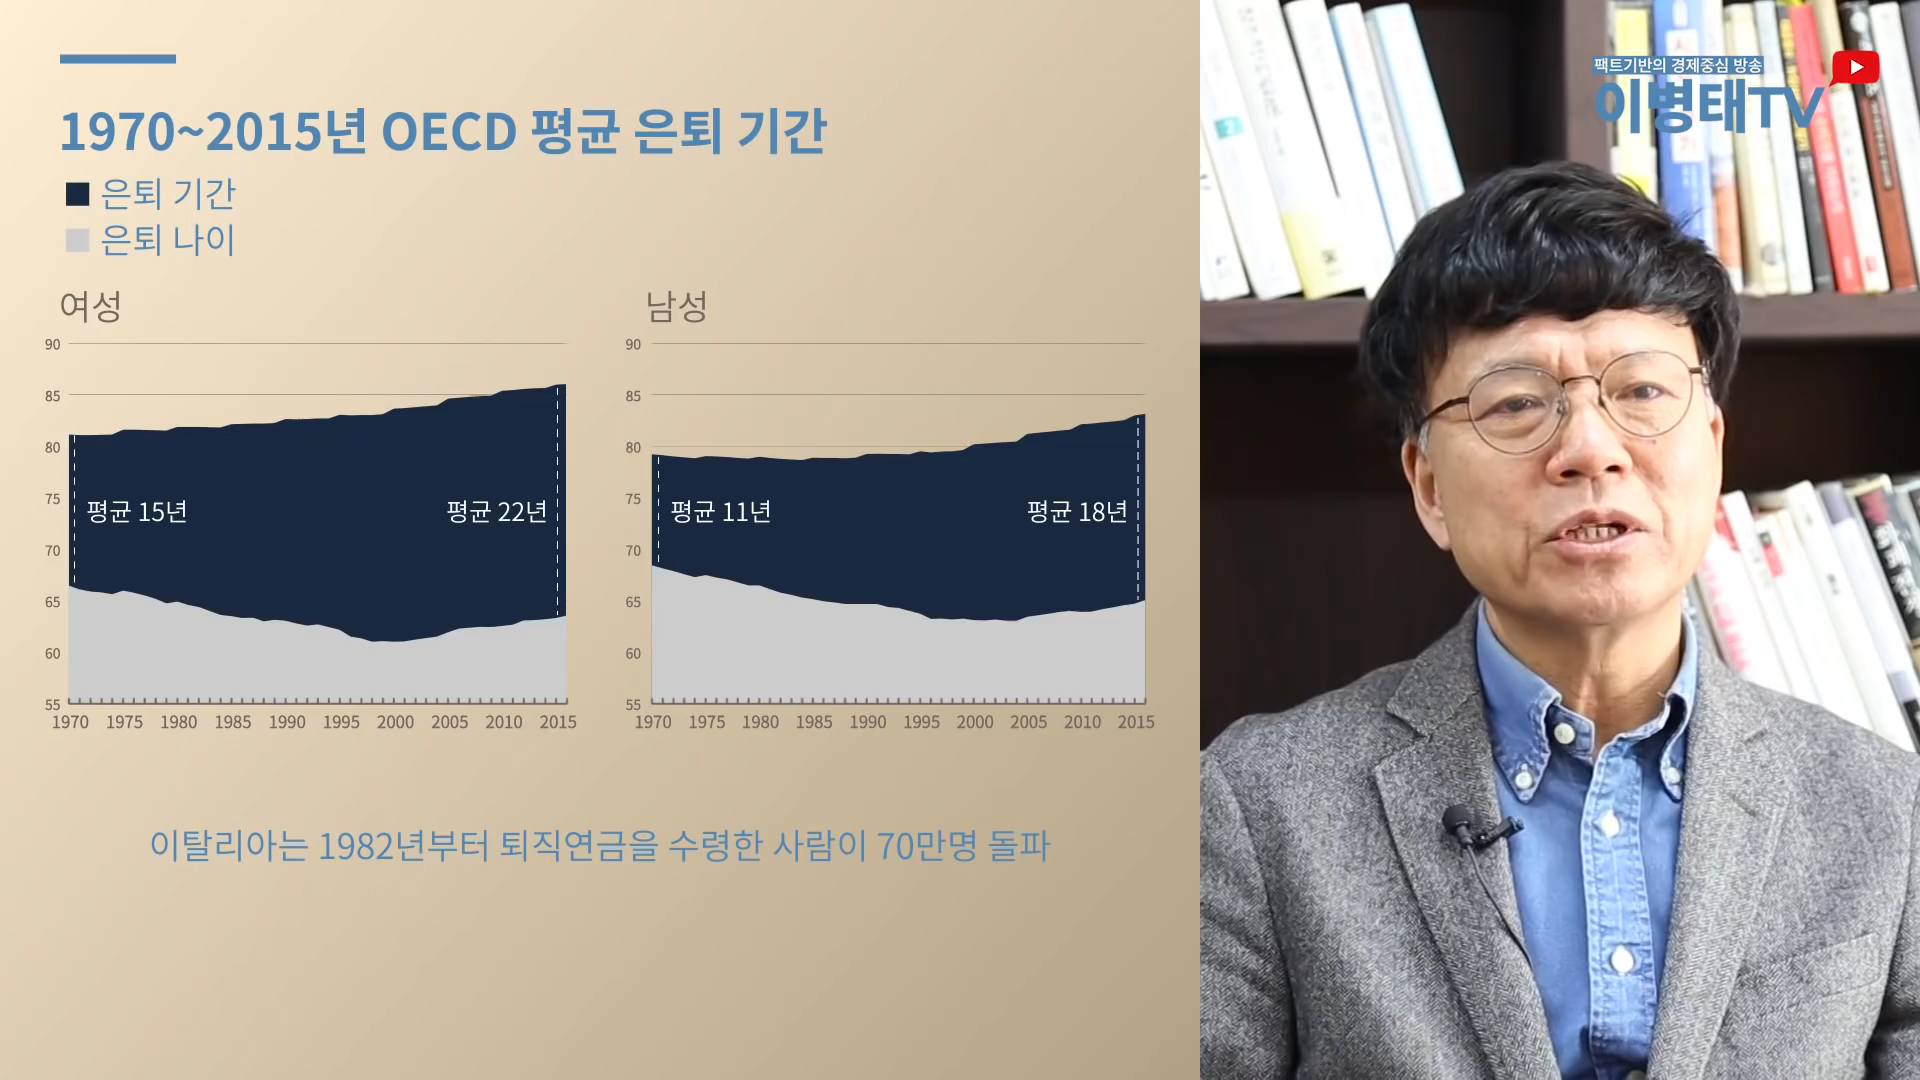 1970~2015년 OECD 평균 은퇴 기간
은퇴 기간
은퇴 나이
여성
90
85
80
75
70
65
60
55
평균 15년
평균 22년
1970 1975 1980 1985 1990 1995 2000 2005 2010 2015
남성
90
85
80
75
70
65
60
55
평균 11년
평균 18년
1970 1975 1980 1985 1990 1995 2000 2005 2010 2015
이탈리아는 1982년부터 퇴직연금을 수령한 사람이 70만명 돌파
팩트기반의 경제중심 방송
이병태TV